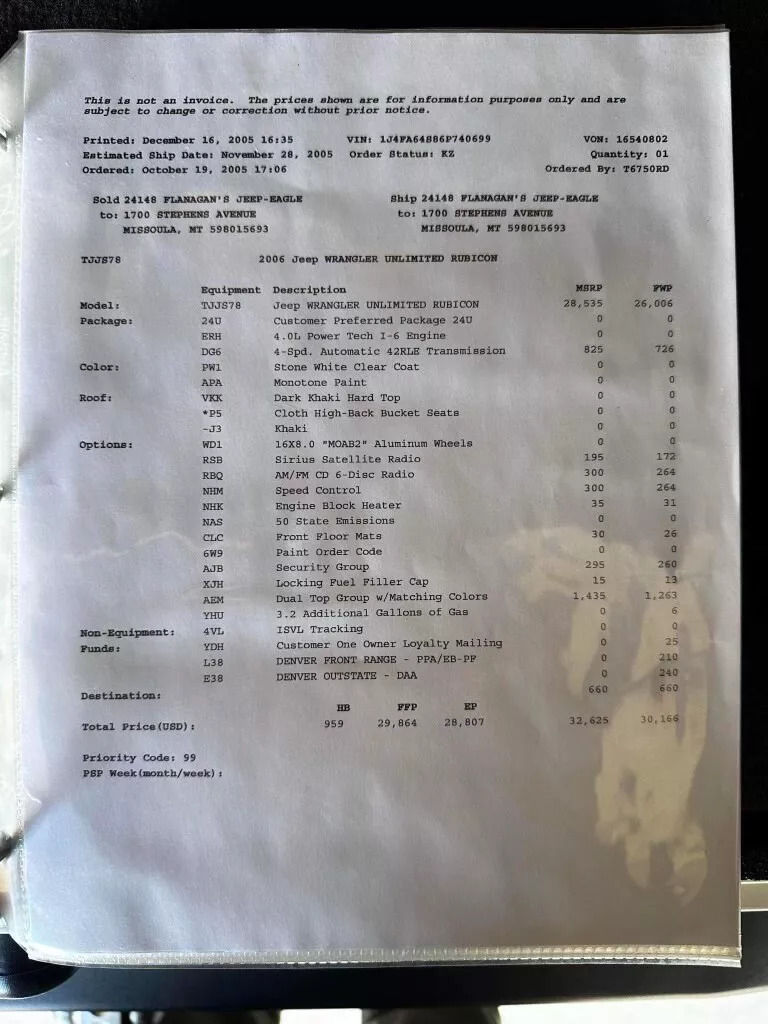 This is not an invoice. The prices shown are for information purposes only and are
subject to change or correction without prior notice.
Printed: December 16, 2005 16:35 VIN: 1J4FA64S86P740699 VON: 16540802
Estimated Ship Date: November 28, 2005 Order Status: KZ Quantity: 01
Ordered: October 19, 2005 17:06 Ordered By: T6750RD
Sold 24148 FLANAGAN'S JEEP-EAGLE Ship 24148 FLANAGAN'S JEEP-EAGLE
to: 1700 STEPHENS AVENUE to: 1700 STEPHENS AVENUE
MISSOULA, MT 598015693 MISSOULA, MT 598015693
TJJS78 2006 Jeep WRANGLER UNLIMITED RUBICON
Equipment Description MSRP FWP
Model: TJJS78 Jeep WRANGLER UNLIMITED RUBICON 28,535 26,006
Package: 24U Customer Preferred Package 24U 0 0
ERH 4.0L Power Tech I-6 Engine 0 0
DG6 4-Spd. Automatic 42RLE Transmission 825 726
Color: PW1 Stone White Clear Coat 0 0
APA Monotone Paint 0 0
Roof: VKK Dark Khaki Hard Top 0 0
*P5 Cloth High-Back Bucket Seats 0 0
-J3 Khaki 0 0
Options: WD1 16X8.0 "MOAB2" Aluminum Wheels 0 0
RSB Sirius Satellite Radio 195 172
RBQ AM/FM CD 6-Disc Radio 300 264
NHM Speed Control 300 264
NHK Engine Block Heater 35 31
NAS 50 State Emissions 0 0
CLC Front Floor Mats 30 26
6W9 Paint Order Code 0 0
AJB Security Group 295 260
XJH Locking Fuel Filler Cap 15 13
AEM Dual Top Group w/Matching Colors 1,435 1,263
YHU 3.2 Additional Gallons of Gas 0 6
Non-Equipment: 4VL ISVL Tracking 0 0
Funds: YDH Customer One Owner Loyalty Mailing 0 25
L38 DENVER FRONT RANGE - PPA/EB-PF 0 210
E38 DENVER OUTSTATE - DAA 0 240
Destination: 660 660
HB FFP EP
Total Price(USD): 959 29,864 28,807 32,625 30,166
Priority Code: 99
PSP Week(month/week):